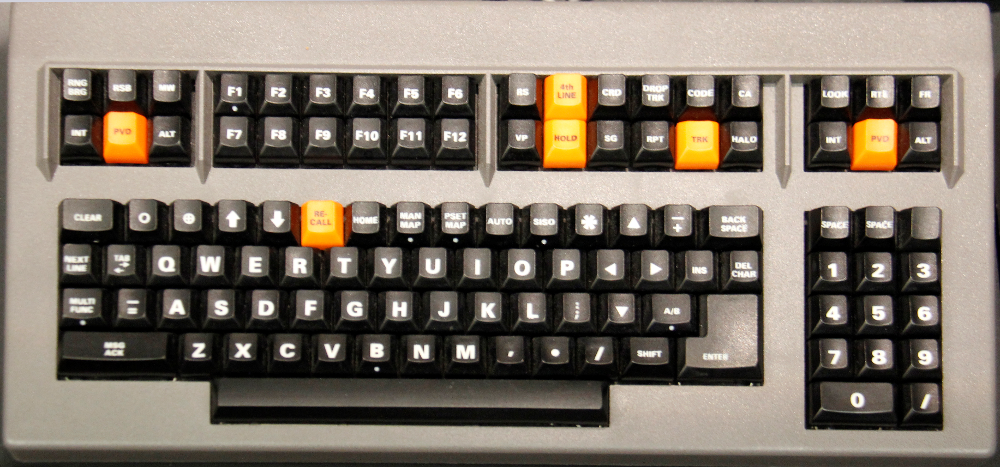 RNG BRG RSB MW F1 F2 F3 F4 F5 F6 RS 4th LINE CRD DROP TRK CODE CA LOOK RTE FR
INT PVD ALT F7 F8 F9 F10 F11 F12 VP HOLD SG RPT TRK HALO INT PVD ALT
CLEAR O ⊕ ⬆ ⬇ RE-CALL HOME MAN MAP PSET MAP AUTO SISO * ▲ — + BACK SPACE SPACE SPACE
NEXT LINE TAB Q W E R T Y U I O P ◀ ▶ INS DEL CHAR 1 2 3
MULTI FUNC — = A S D F G H J K L ▼ A/B 4 5 6
MSG ACK Z X C V B N M , • / SHIFT ENTER 7 8 9
0 /